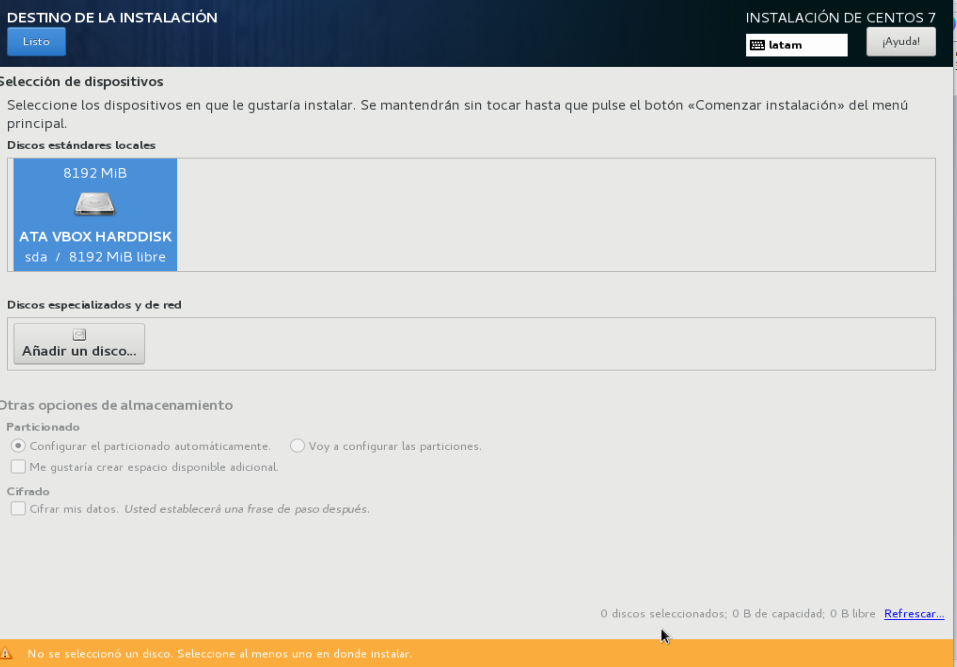 DESTINO DE LA INSTALACIÓN
INSTALACIÓN DE CENTOS 7
Listo
latam
¡Ayuda!
Selección de dispositivos
Seleccione los dispositivos en que le gustaría instalar. Se mantendrán sin tocar hasta que pulse el botón «Comenzar instalación» del menú
principal.
Discos estándares locales
8192 MiB
ATA VBOX HARDDISK
sda / 8192 MiB libre
Discos especializados y de red
Añadir un disco...
Otras opciones de almacenamiento
Particionado
Configurar el particionado automáticamente. Voy a configurar las particiones.
Me gustaría crear espacio disponible adicional.
Cifrado
Cifrar mis datos. Usted establecerá una frase de paso después.
0 discos seleccionados; 0 B de capacidad; 0 B libre Refrescar...
No se seleccionó un disco. Seleccione al menos uno en donde instalar.